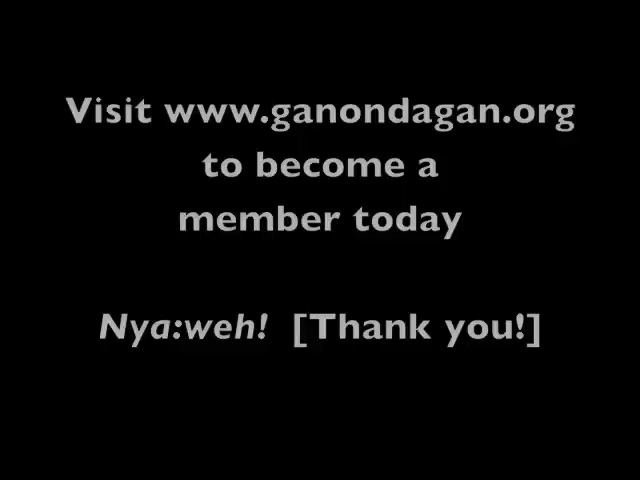 Visit www.ganondagan.org
to become a
member today
Nya:weh! [Thank you!]